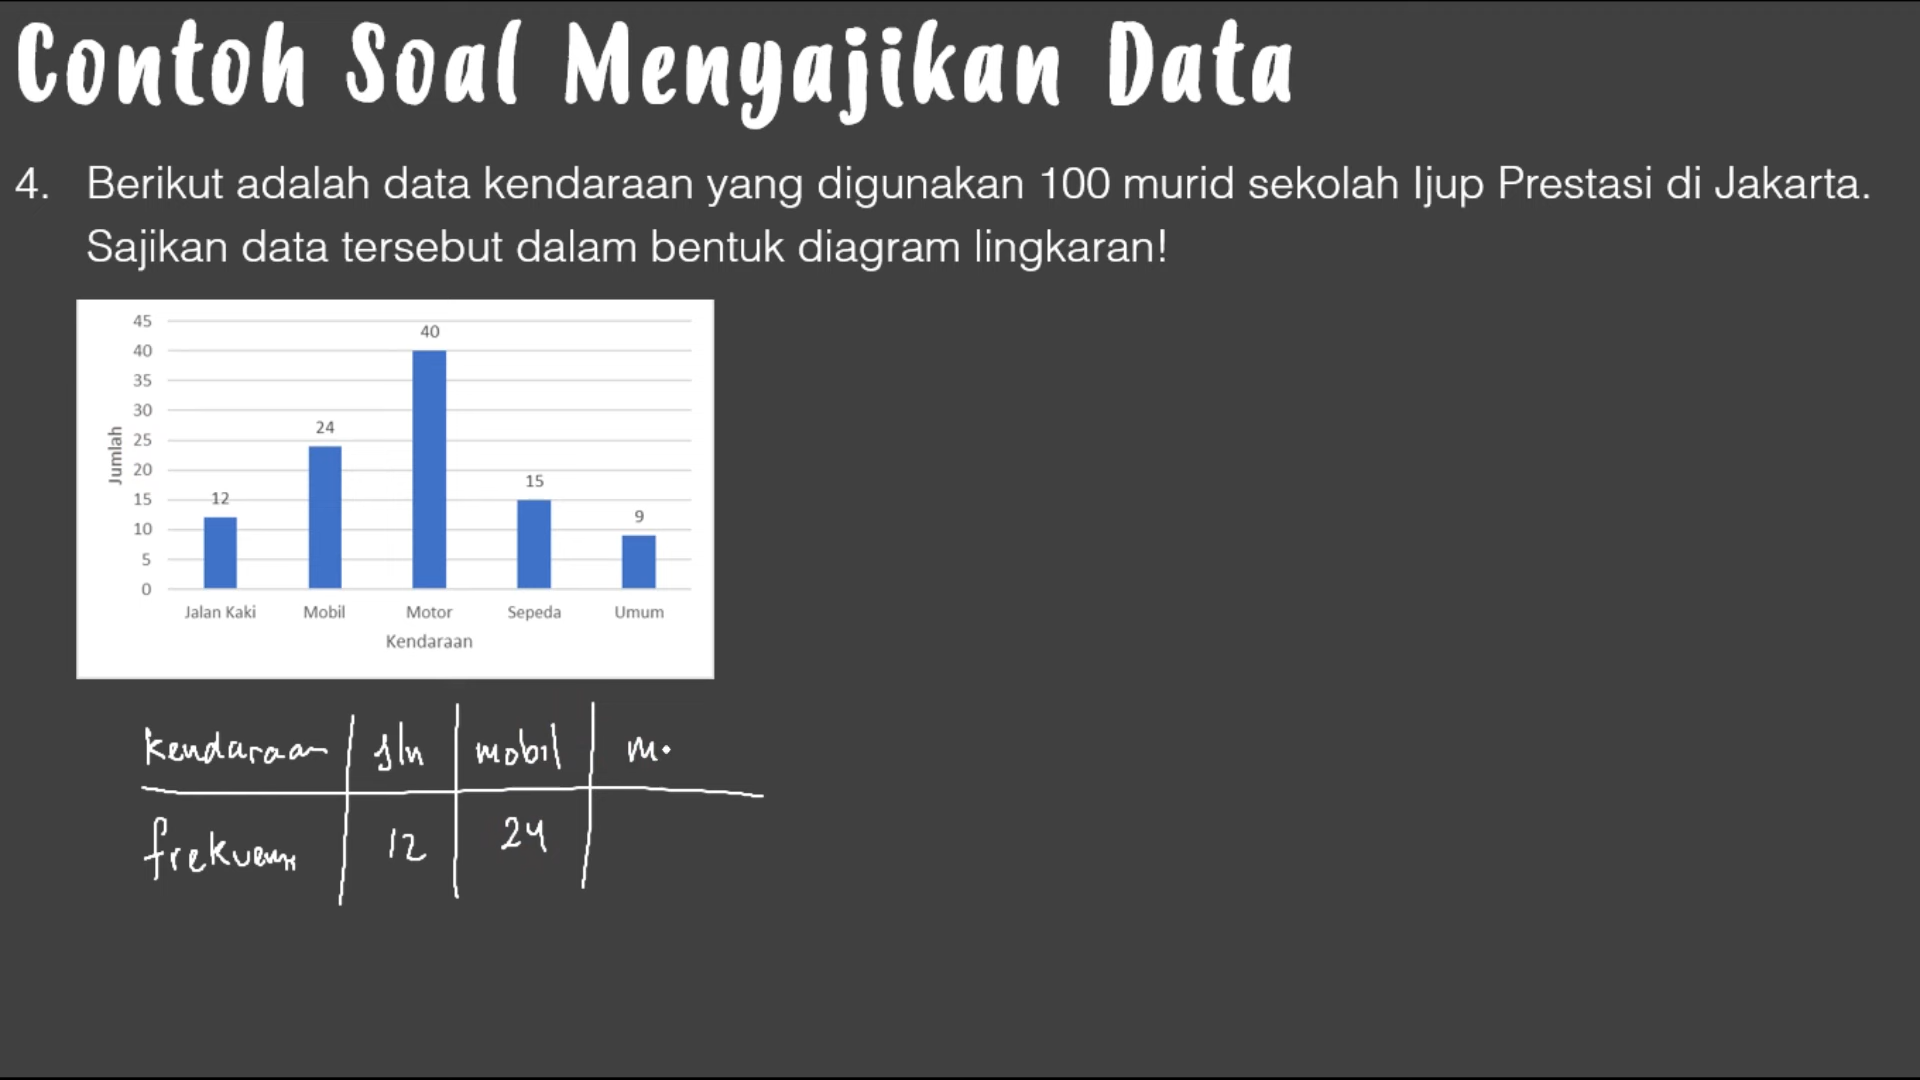 Contoh Soal Menyajikan Data
4. Berikut adalah data kendaraan yang digunakan 100 murid sekolah Ijup Prestasi di Jakarta.
Sajikan data tersebut dalam bentuk diagram lingkaran!
Jumlah
45
40
35
30
25
20
15
10
5
0
12
24
40
15
9
Jalan Kaki Mobil Motor Sepeda Umum
Kendaraan
kendaraan jln mobil m
frekuensi 12 24